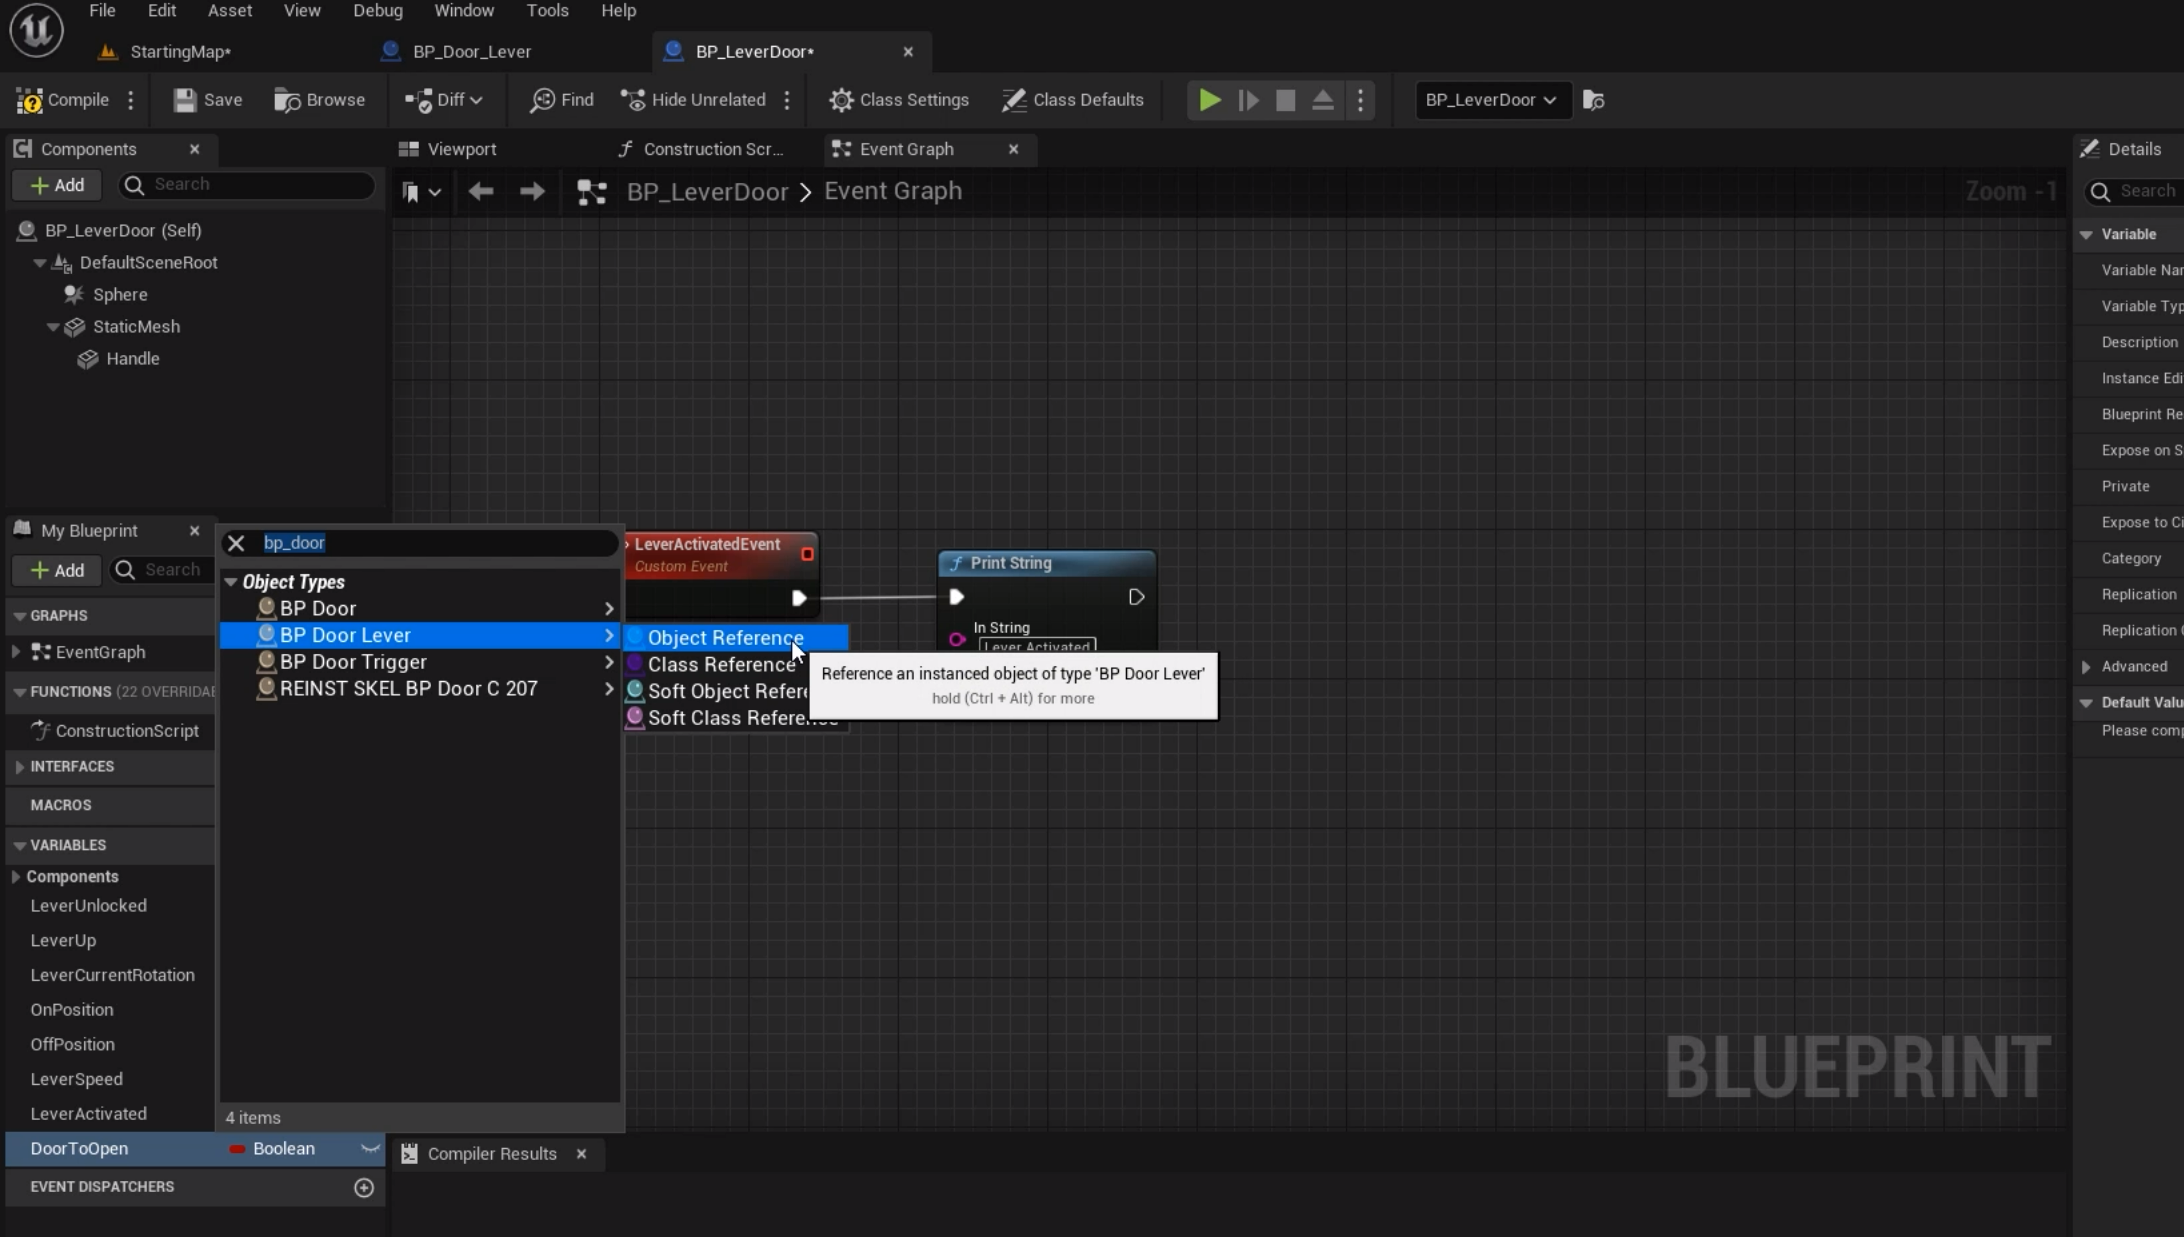 File Edit Asset View Debug Window Tools Help
StartingMap* BP_Door_Lever BP_LeverDoor*
Compile Save Browse Diff Find Hide Unrelated Class Settings Class Defaults BP_LeverDoor
Components Viewport Construction Scr... Event Graph Details
Add Search BP_LeverDoor > Event Graph Zoom -1 Search
BP_LeverDoor (Self)
DefaultSceneRoot
Sphere
StaticMesh
Handle
Variable
Variable Nar
Variable Typ
Description
Instance Edi
Blueprint Re
Expose on S
Private
Expose to Ci
Category
Replication
Replication
Advanced
Default Valu
Please comp
My Blueprint
Add Search
GRAPHS
EventGraph
FUNCTIONS (22 OVERRIDAB
ConstructionScript
INTERFACES
MACROS
VARIABLES
Components
LeverUnlocked
LeverUp
LeverCurrentRotation
OnPosition
OffPosition
LeverSpeed
LeverActivated
DoorToOpen Boolean
EVENT DISPATCHERS
bp_door
Object Types
BP Door
BP Door Lever
BP Door Trigger
REINST SKEL BP Door C 207
4 items
Object Reference
Class Reference
Soft Object Refere
Soft Class Reference
LeverActivatedEvent
Custom Event
Print String
In String
Lever Activated
Reference an instanced object of type 'BP Door Lever'
hold (Ctrl + Alt) for more
BLUEPRINT
Compiler Results